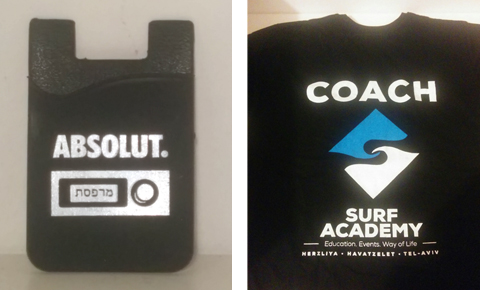 ABSOLUT®
מרפסת
COACH
SURF
ACADEMY
Education. Events. Way of Life
HERZLIYA • HAVATZELET • TEL-AVIV